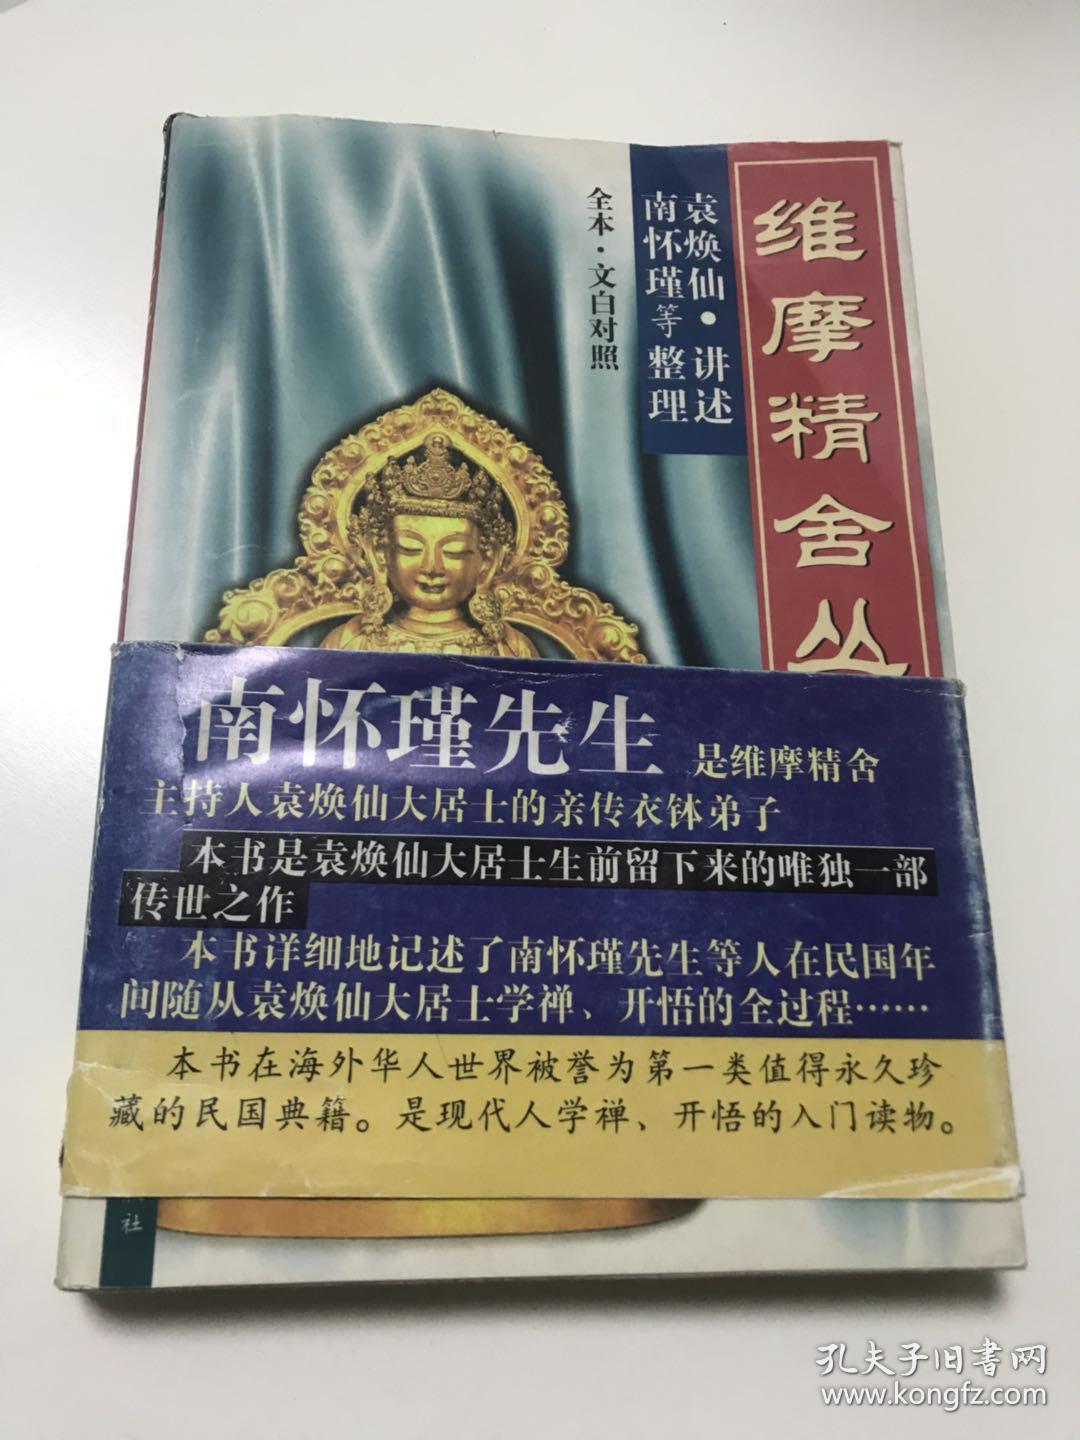 维摩精舍丛
袁焕仙·讲述
南怀瑾等整理
全本·文白对照
南怀瑾先生 是维摩精舍
主持人袁焕仙大居士的亲传衣钵弟子
本书是袁焕仙大居士生前留下来的唯独一部
传世之作
本书详细地记述了南怀瑾先生等人在民国年
间随从袁焕仙大居士学禅、开悟的全过程……
本书在海外华人世界被誉为第一类值得永久珍
藏的民国典籍。是现代人学禅、开悟的入门读物。
社
孔夫子旧書网
www.kongfz.com